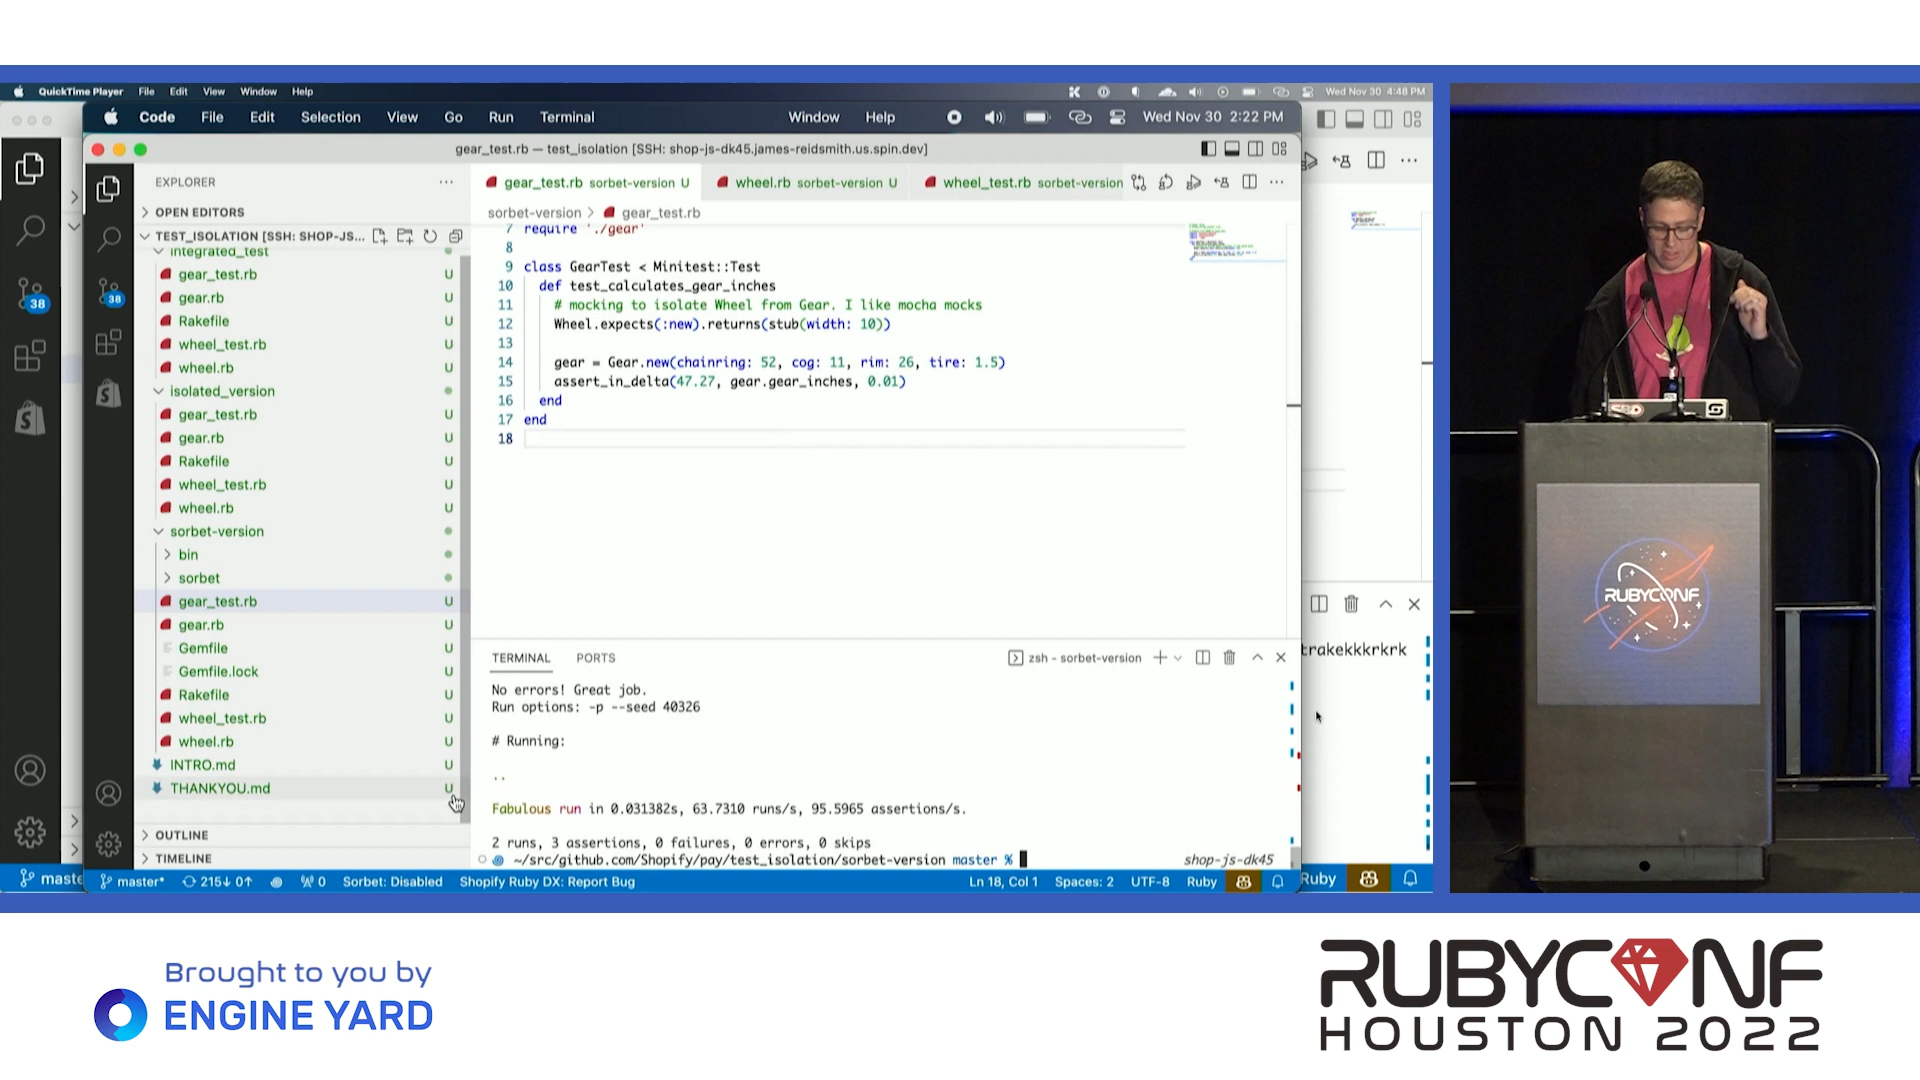 QuickTime Player File Edit View Window Help
Wed Nov 30 4:48 PM
Code File Edit Selection View Go Run Terminal Window Help
Wed Nov 30 2:22 PM
gear_test.rb — test_isolation [SSH: shop-js-dk45.james-reidsmith.us.spin.dev]
EXPLORER
OPEN EDITORS
TEST_ISOLATION [SSH: SHOP-JS...
integrated_test
gear_test.rb U
gear.rb U
Rakefile U
wheel_test.rb U
wheel.rb U
isolated_version
gear_test.rb U
gear.rb U
Rakefile U
wheel_test.rb U
wheel.rb U
sorbet-version
bin
sorbet
gear_test.rb U
gear.rb U
Gemfile U
Gemfile.lock U
Rakefile U
wheel_test.rb U
wheel.rb U
INTRO.md U
THANKYOU.md U
OUTLINE
TIMELINE
38
38
gear_test.rb sorbet-version U
wheel.rb sorbet-version U
wheel_test.rb sorbet-version
sorbet-version > gear_test.rb
7 require './gear'
8
9 class GearTest < Minitest::Test
10 def test_calculates_gear_inches
11 # mocking to isolate Wheel from Gear. I like mocha mocks
12 Wheel.expects(:new).returns(stub(width: 10))
13
14 gear = Gear.new(chainring: 52, cog: 11, rim: 26, tire: 1.5)
15 assert_in_delta(47.27, gear.gear_inches, 0.01)
16 end
17 end
18
TERMINAL PORTS
zsh - sorbet-version
No errors! Great job.
Run options: -p --seed 40326
# Running:
..
Fabulous run in 0.031382s, 63.7310 runs/s, 95.5965 assertions/s.
2 runs, 3 assertions, 0 failures, 0 errors, 0 skips
~/src/github.com/Shopify/pay/test_isolation/sorbet-version master %
shop-js-dk45
trakekkkrkrk
maste
master* 215↓ 0↑ 0 Sorbet: Disabled Shopify Ruby DX: Report Bug
Ln 18, Col 1 Spaces: 2 UTF-8 Ruby
Ruby
RUBYCONF
Brought to you by
ENGINE YARD
RUBYCONF
HOUSTON 2022